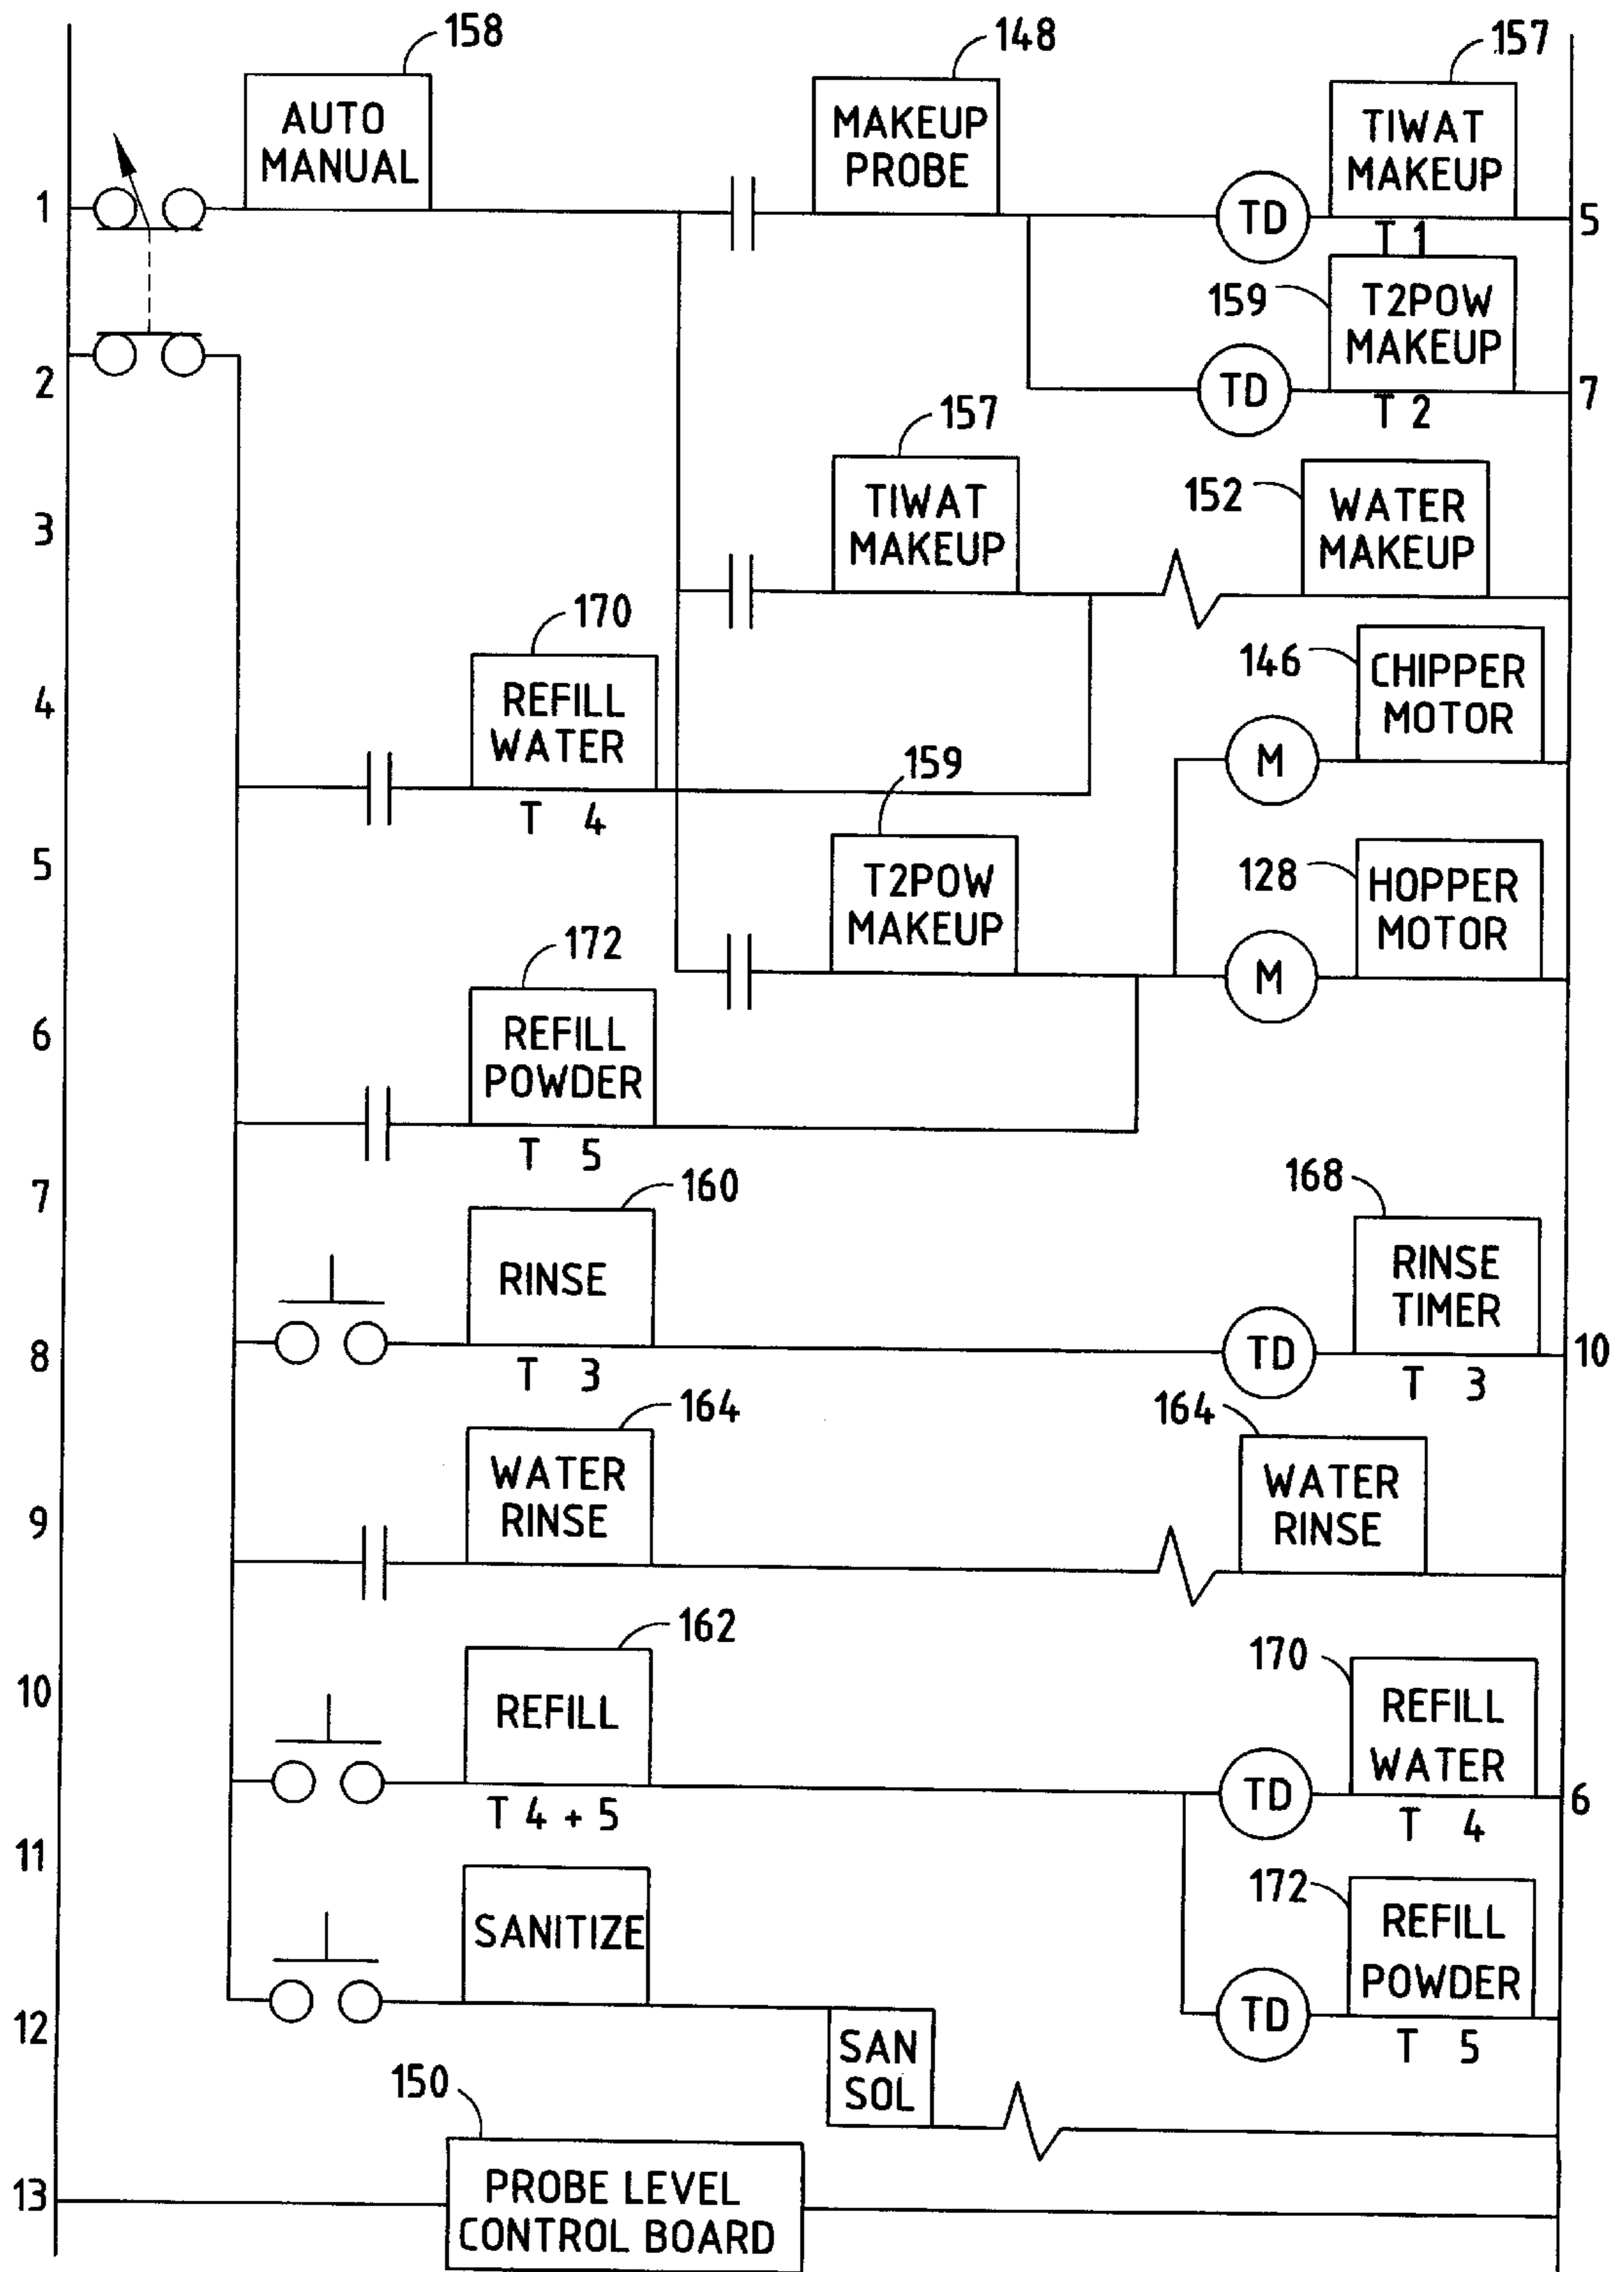 158
148
157
AUTO
MANUAL
MAKEUP
PROBE
TIWAT
MAKEUP
1
TD
5
T 1
159
T2POW
MAKEUP
2
TD
7
T 2
157
152
TIWAT
MAKEUP
WATER
MAKEUP
3
170
146
CHIPPER
MOTOR
4
REFILL
WATER
M
159
T 4
5
128
T2POW
MAKEUP
HOPPER
MOTOR
172
M
6
REFILL
POWDER
T 5
7
160
168
RINSE
RINSE
TIMER
8
TD
10
T 3
T 3
164
164
WATER
RINSE
WATER
RINSE
9
162
170
10
REFILL
REFILL
WATER
TD
6
T 4 + 5
T 4
11
172
SANITIZE
REFILL
POWDER
12
TD
SAN
SOL
T 5
150
13
PROBE LEVEL
CONTROL BOARD